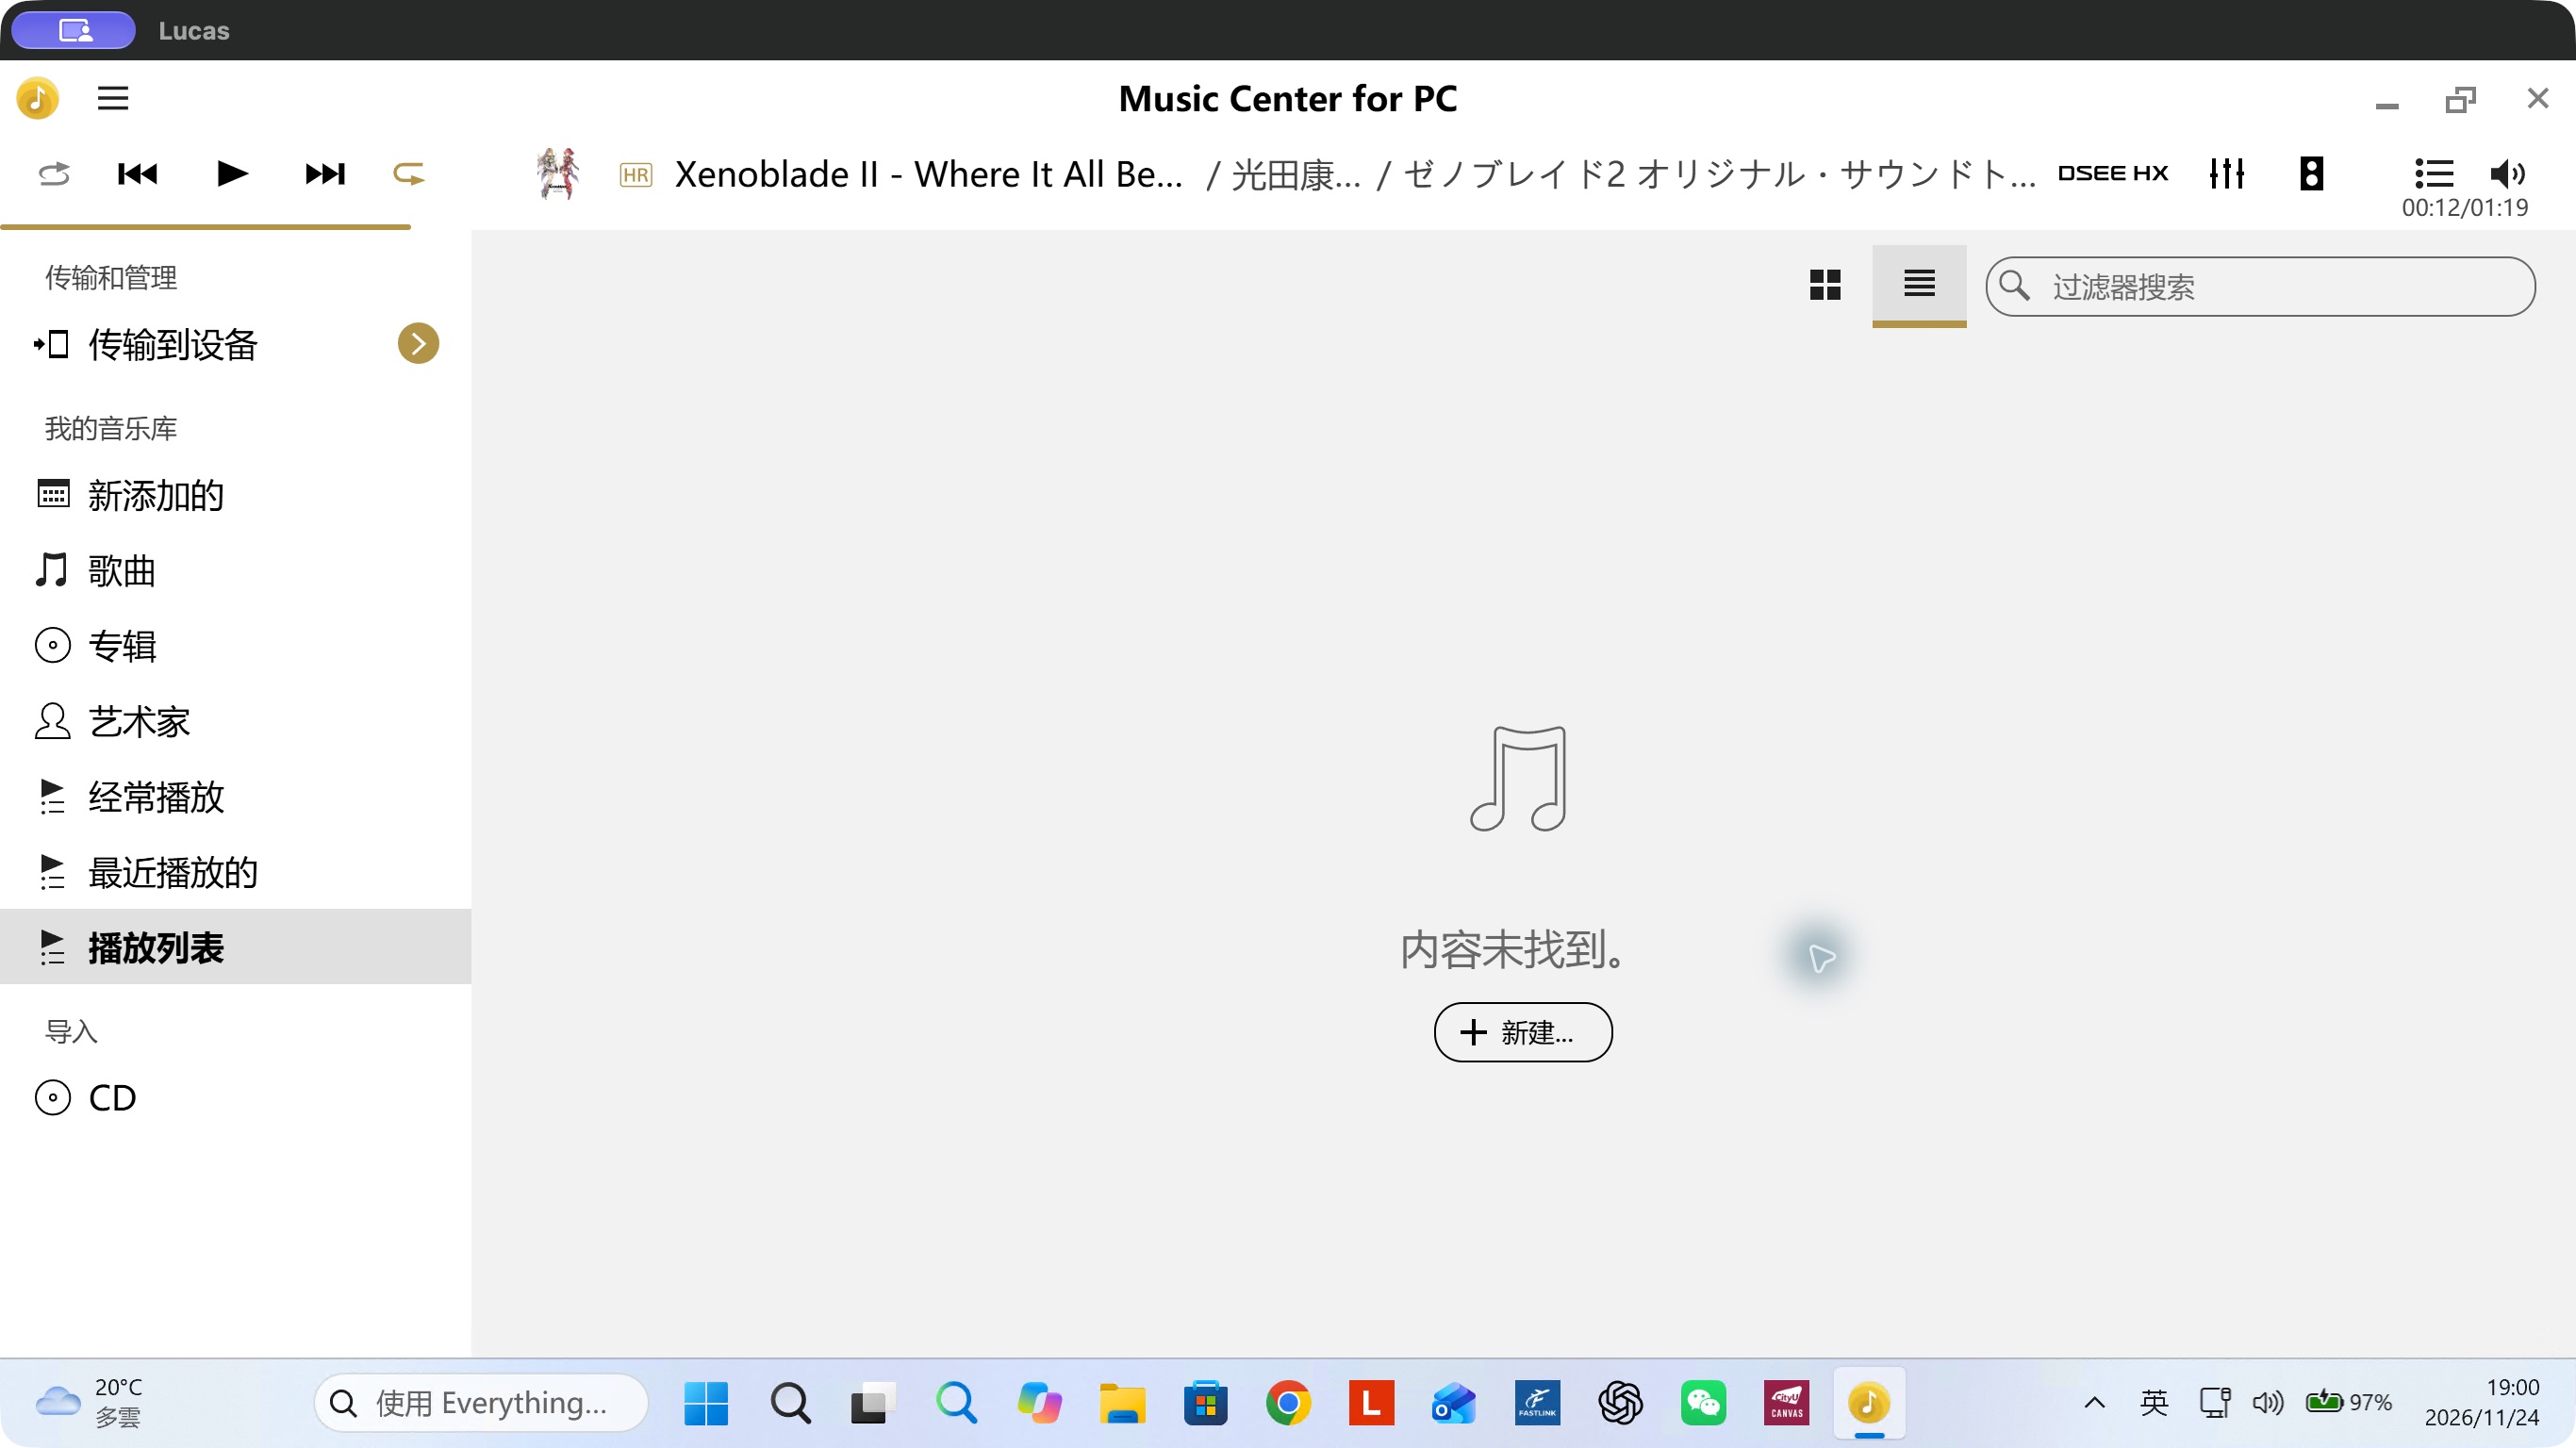 Lucas
Music Center for PC
HR Xenoblade II - Where It All Be... / 光田康... / ゼノブレイド2 オリジナル・サウンドト... DSEE HX
00:12/01:19
传输和管理
传输到设备
过滤器搜索
我的音乐库
新添加的
歌曲
专辑
艺术家
经常播放
最近播放的
播放列表
内容未找到。
新建...
导入
CD
20°C
多雲
使用 Everything...
L
O
FASTLINK
CityU
CANVAS
英
97%
19:00
2026/11/24